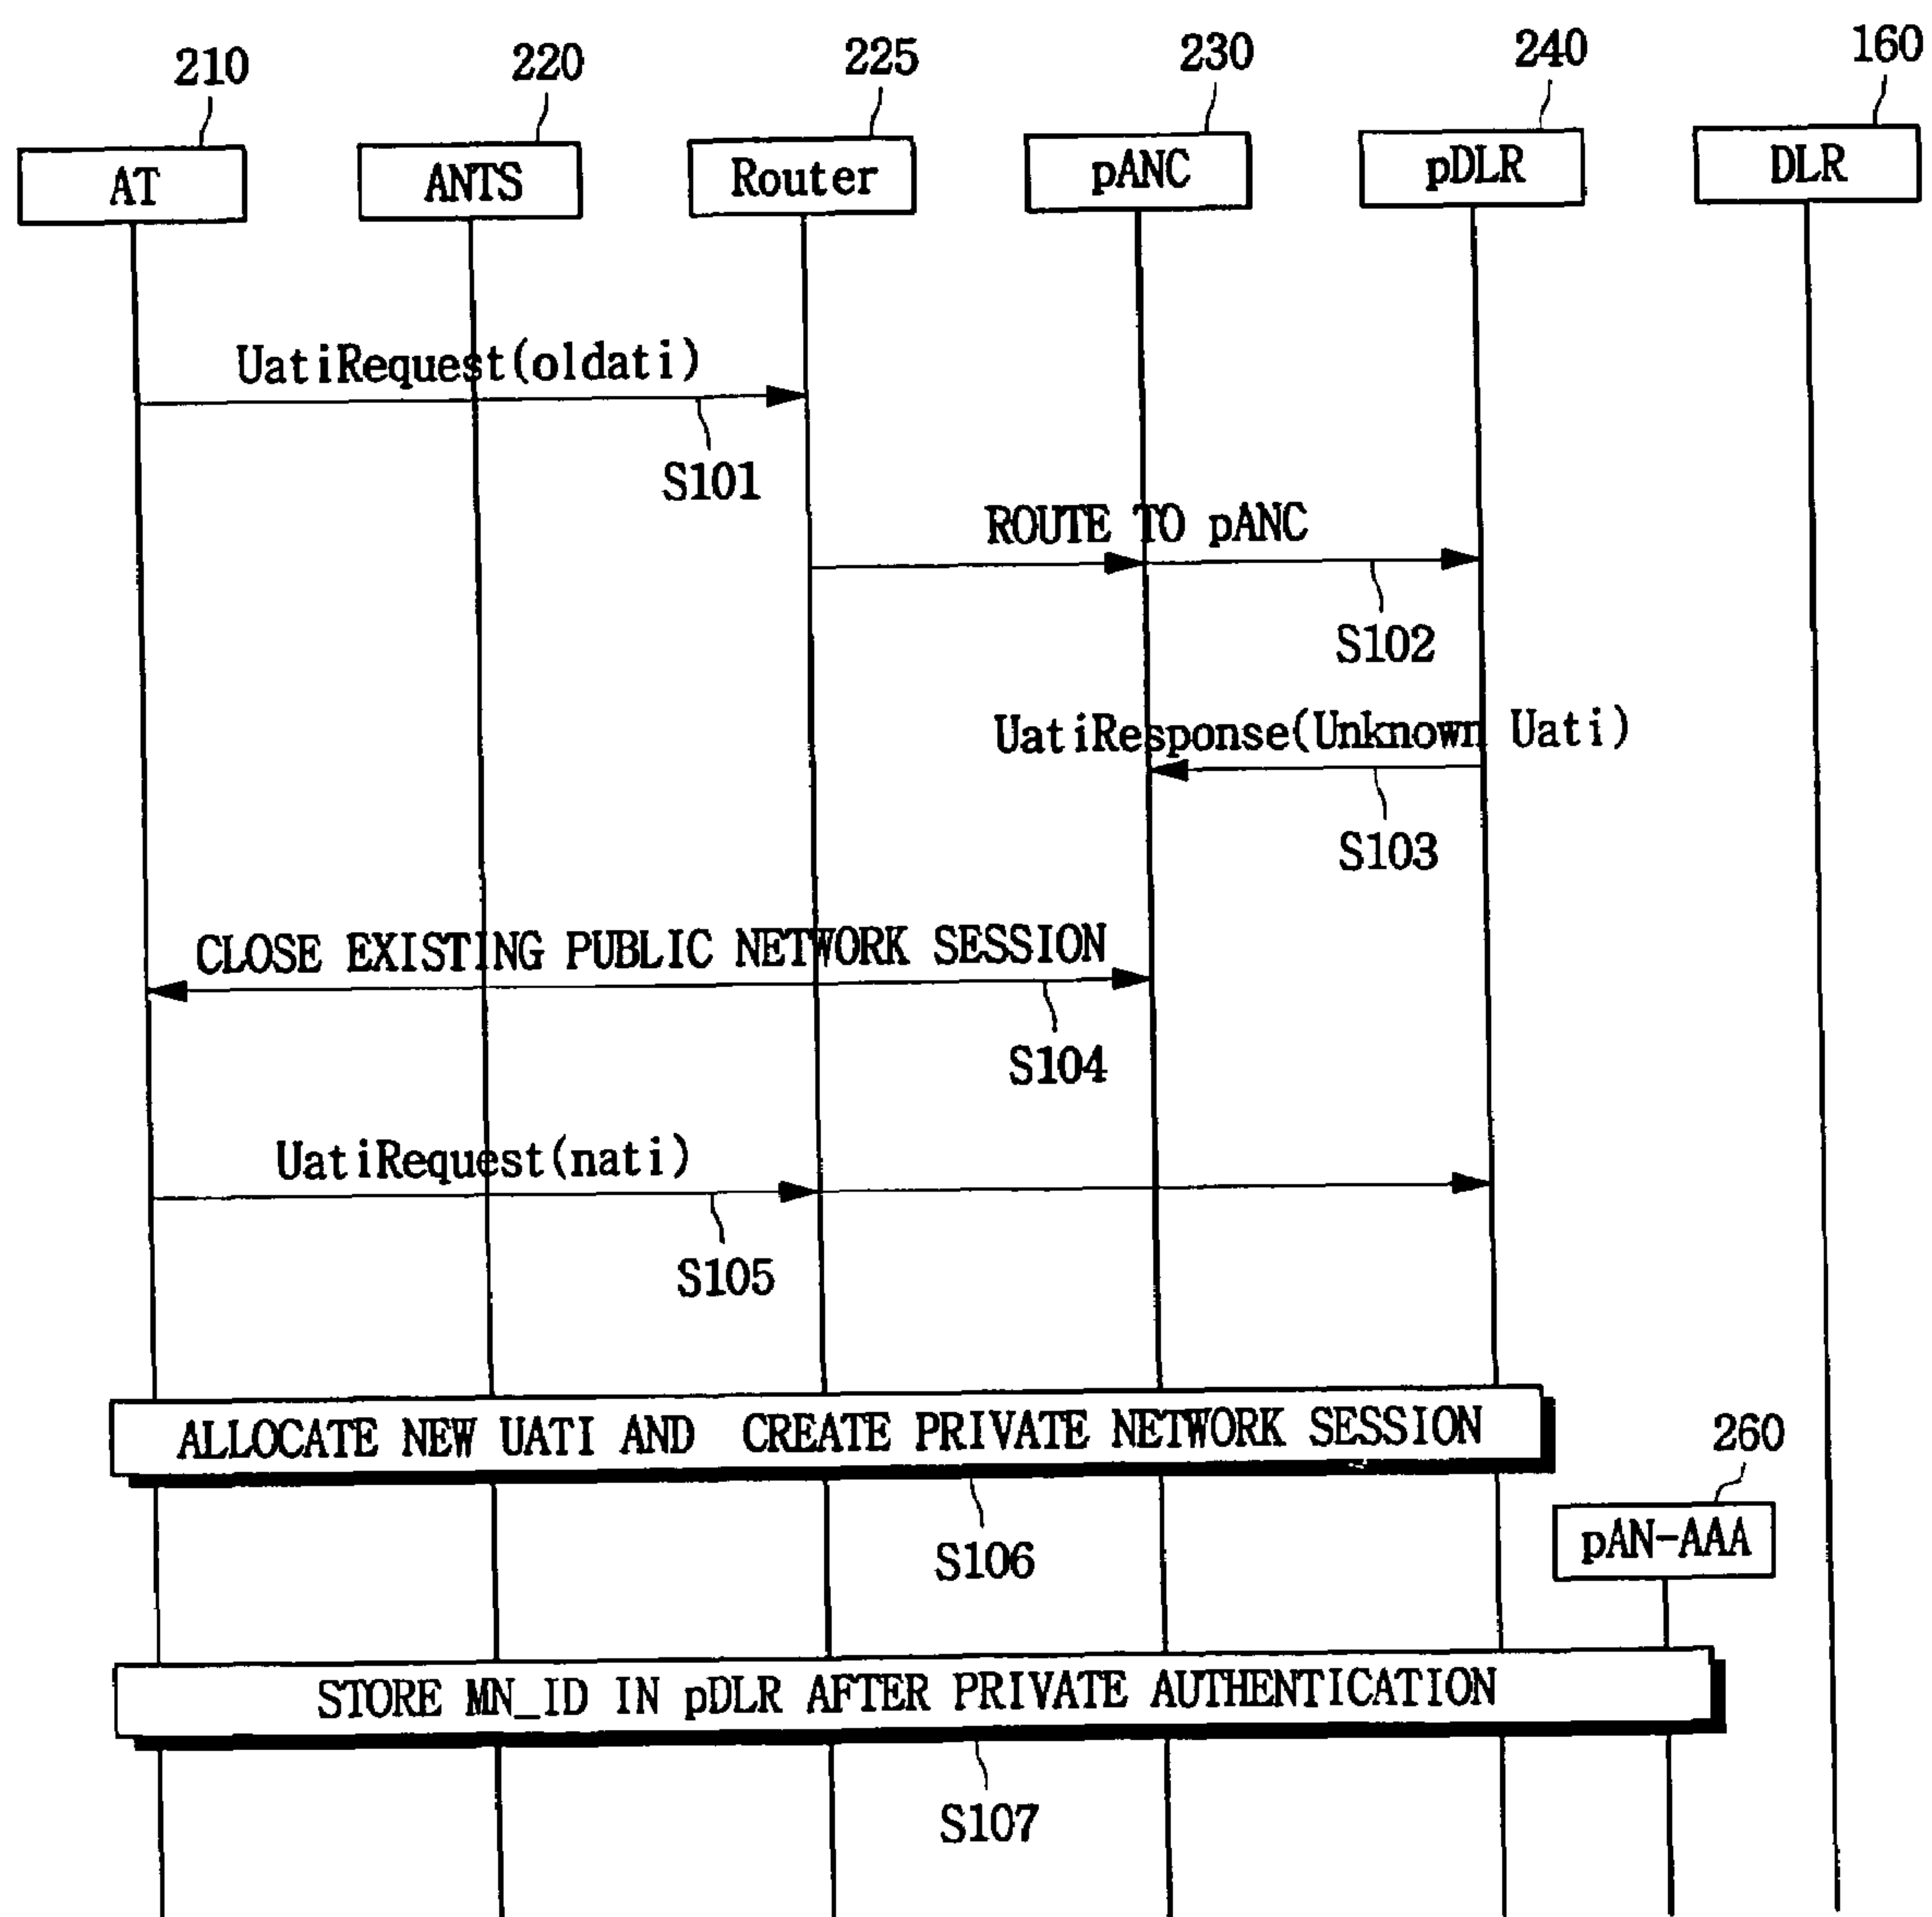 210 220 225 230 240 160
AT ANTS Router pANC pDLR DLR
UatiRequest(oldati)
S101
ROUTE TO pANC
S102
UatiResponse(Unknown Uati)
S103
CLOSE EXISTING PUBLIC NETWORK SESSION
S104
UatiRequest(nati)
S105
ALLOCATE NEW UATI AND CREATE PRIVATE NETWORK SESSION
260
S106
pAN-AAA
STORE MN_ID IN pDLR AFTER PRIVATE AUTHENTICATION
S107